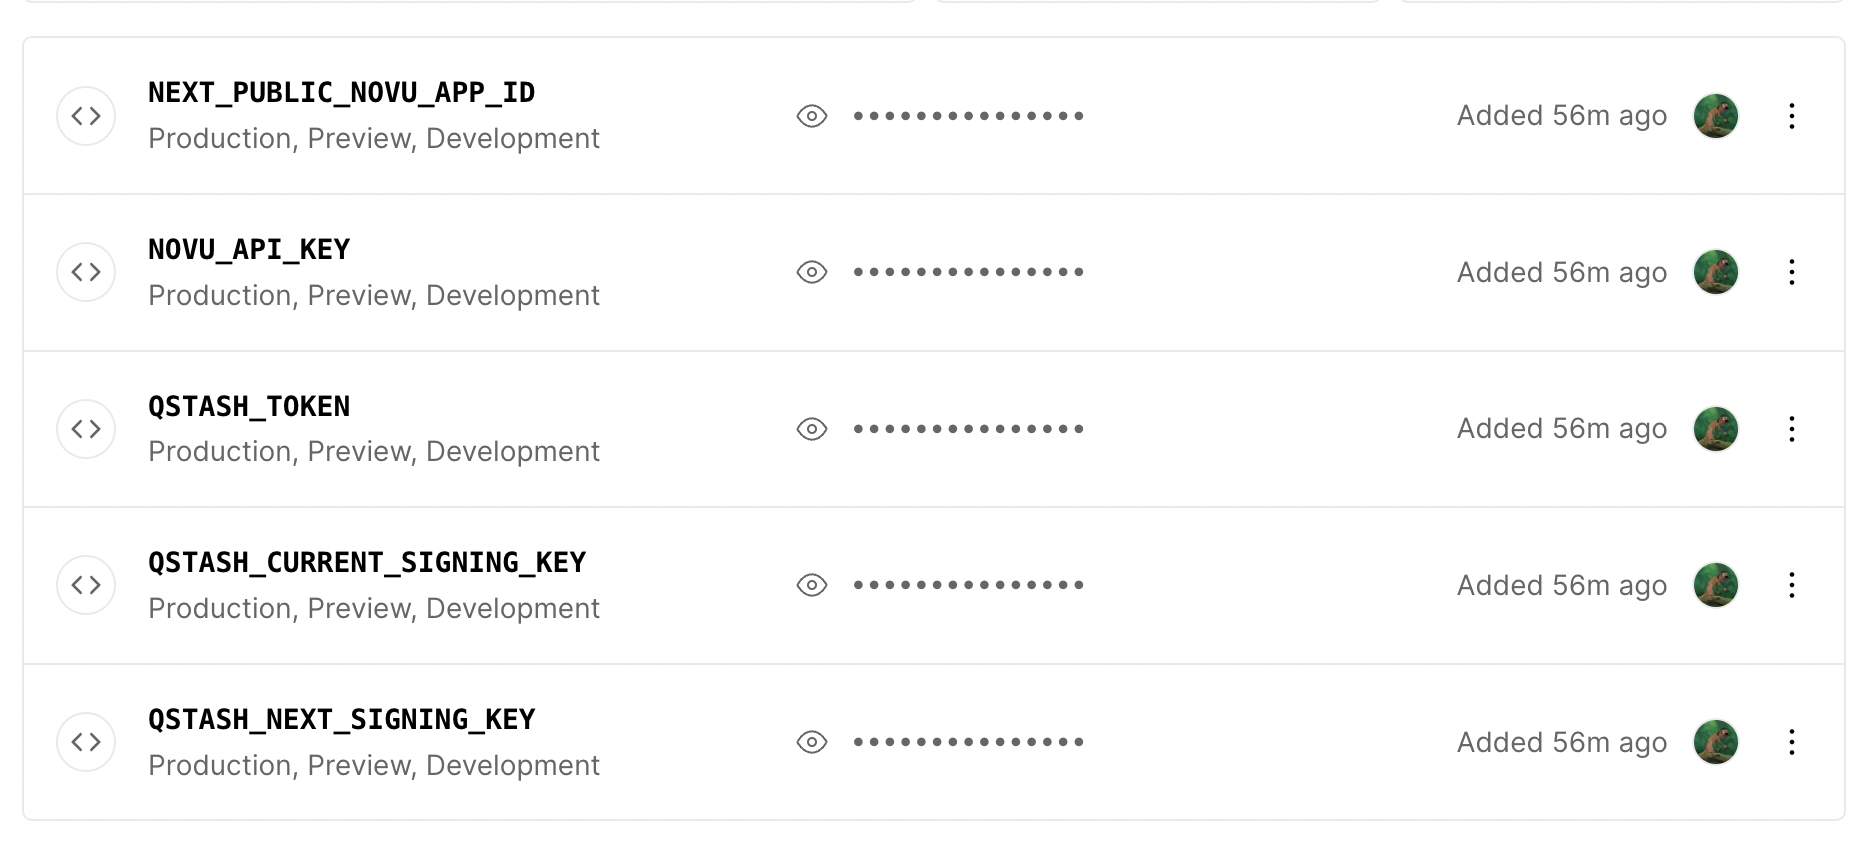 NEXT_PUBLIC_NOVU_APP_ID
Production, Preview, Development
Added 56m ago
NOVU_API_KEY
Production, Preview, Development
Added 56m ago
QSTASH_TOKEN
Production, Preview, Development
Added 56m ago
QSTASH_CURRENT_SIGNING_KEY
Production, Preview, Development
Added 56m ago
QSTASH_NEXT_SIGNING_KEY
Production, Preview, Development
Added 56m ago